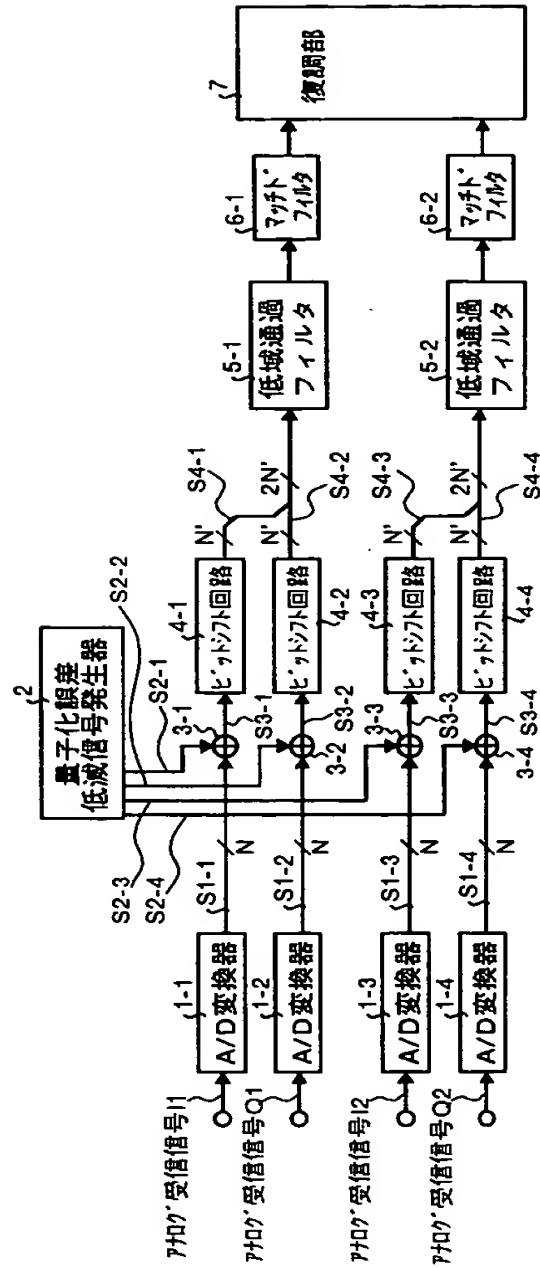 アナログ受信信号I1
アナログ受信信号Q1
アナログ受信信号I2
アナログ受信信号Q2
1-1
A/D変換器
1-2
A/D変換器
1-3
A/D変換器
1-4
A/D変換器
S1-1
N
S1-2
N
S1-3
N
S1-4
N
2
量子化誤差
低減信号発生器
S2-1
S2-2
S2-3
S2-4
3-1
S3-1
3-2
S3-2
3-3
S3-3
3-4
S3-4
4-1
ビットシフト回路
4-2
ビットシフト回路
4-3
ビットシフト回路
4-4
ビットシフト回路
N'
S4-1
N'
S4-2
2N'
N'
S4-3
N'
S4-4
2N'
5-1
低域通過
フィルタ
5-2
低域通過
フィルタ
6-1
マッチド
フィルタ
6-2
マッチド
フィルタ
7
復調部